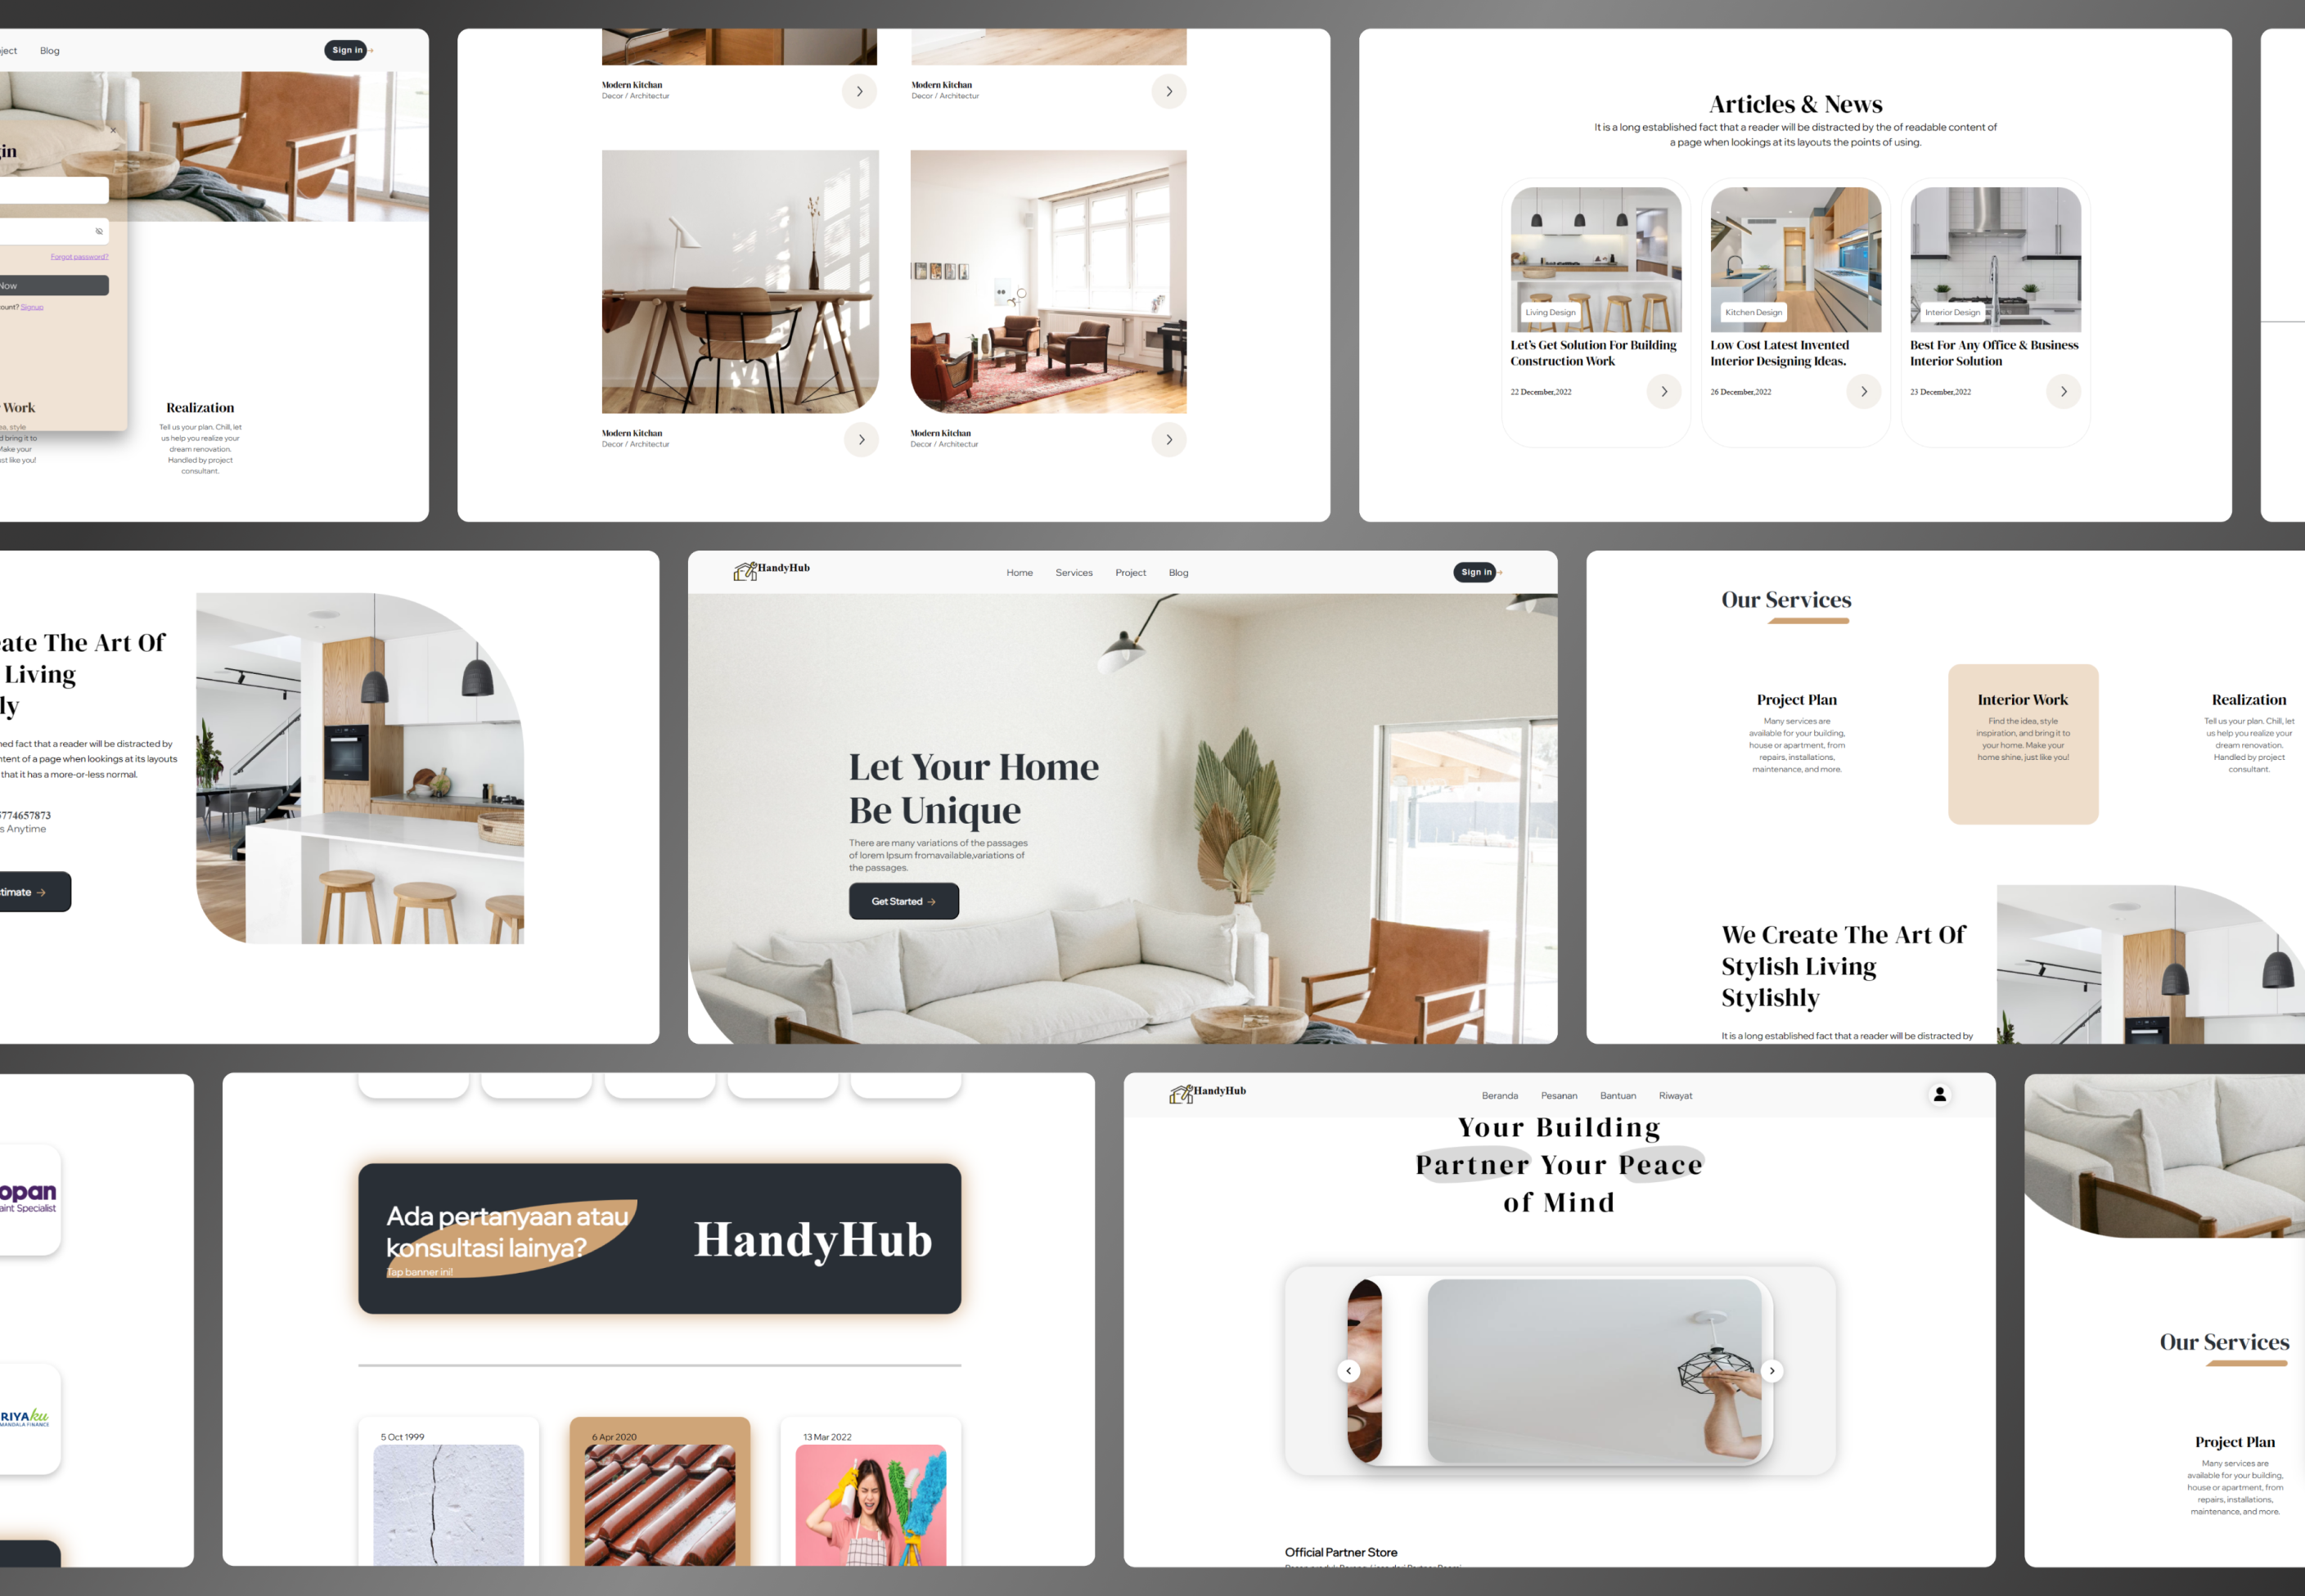 Blog
Sign in
Forgot password?
Now
Signup
Work
style
bring it to
just like you!
Realization
Tell us your plan. Chill, let
us help you realize your
dream renovation.
Handled by project
consultant.
Modern Kitchan
Decor / Architectur
Modern Kitchan
Decor / Architectur
Modern Kitchan
Decor / Architectur
Modern Kitchan
Decor / Architectur
Articles & News
It is a long established fact that a reader will be distracted by the of readable content of
a page when lookings at its layouts the points of using.
Living Design
Let's Get Solution For Building
Construction Work
22 December,2022
Kitchen Design
Low Cost Latest Invented
Interior Designing Ideas.
26 December,2022
Interior Design
Best For Any Office & Business
Interior Solution
23 December,2022
The Art Of
Living
fact that a reader will be distracted by
of a page when lookings at its layouts
that it has a more-or-less normal.
774657873
Anytime
HandyHub
Home
Services
Project
Blog
Sign in
Let Your Home
Be Unique
There are many variations of the passages
of lorem Ipsum fromavailable,variations of
the passages.
Get Started
Our Services
Project Plan
Many services are
available for your building,
house or apartment, from
repairs, installations,
maintenance, and more.
Interior Work
Find the idea, style
inspiration, and bring it to
your home. Make your
home shine, just like you!
Realization
Tell us your plan. Chill, let
us help you realize your
dream renovation.
Handled by project
consultant.
We Create The Art Of
Stylish Living
Stylishly
It is a long established fact that a reader will be distracted by
opan
aint Specialist
RIYAku
MANDALA FINANCE
Ada pertanyaan atau
konsultasi lainya?
Tap banner ini!
HandyHub
5 Oct 1999
6 Apr 2020
13 Mar 2022
HandyHub
Beranda
Pesanan
Bantuan
Riwayat
Your Building
Partner Your Peace
of Mind
Official Partner Store
Our Services
Project Plan
Many services are
available for your building,
house or apartment, from
repairs, installations,
maintenance, and more.